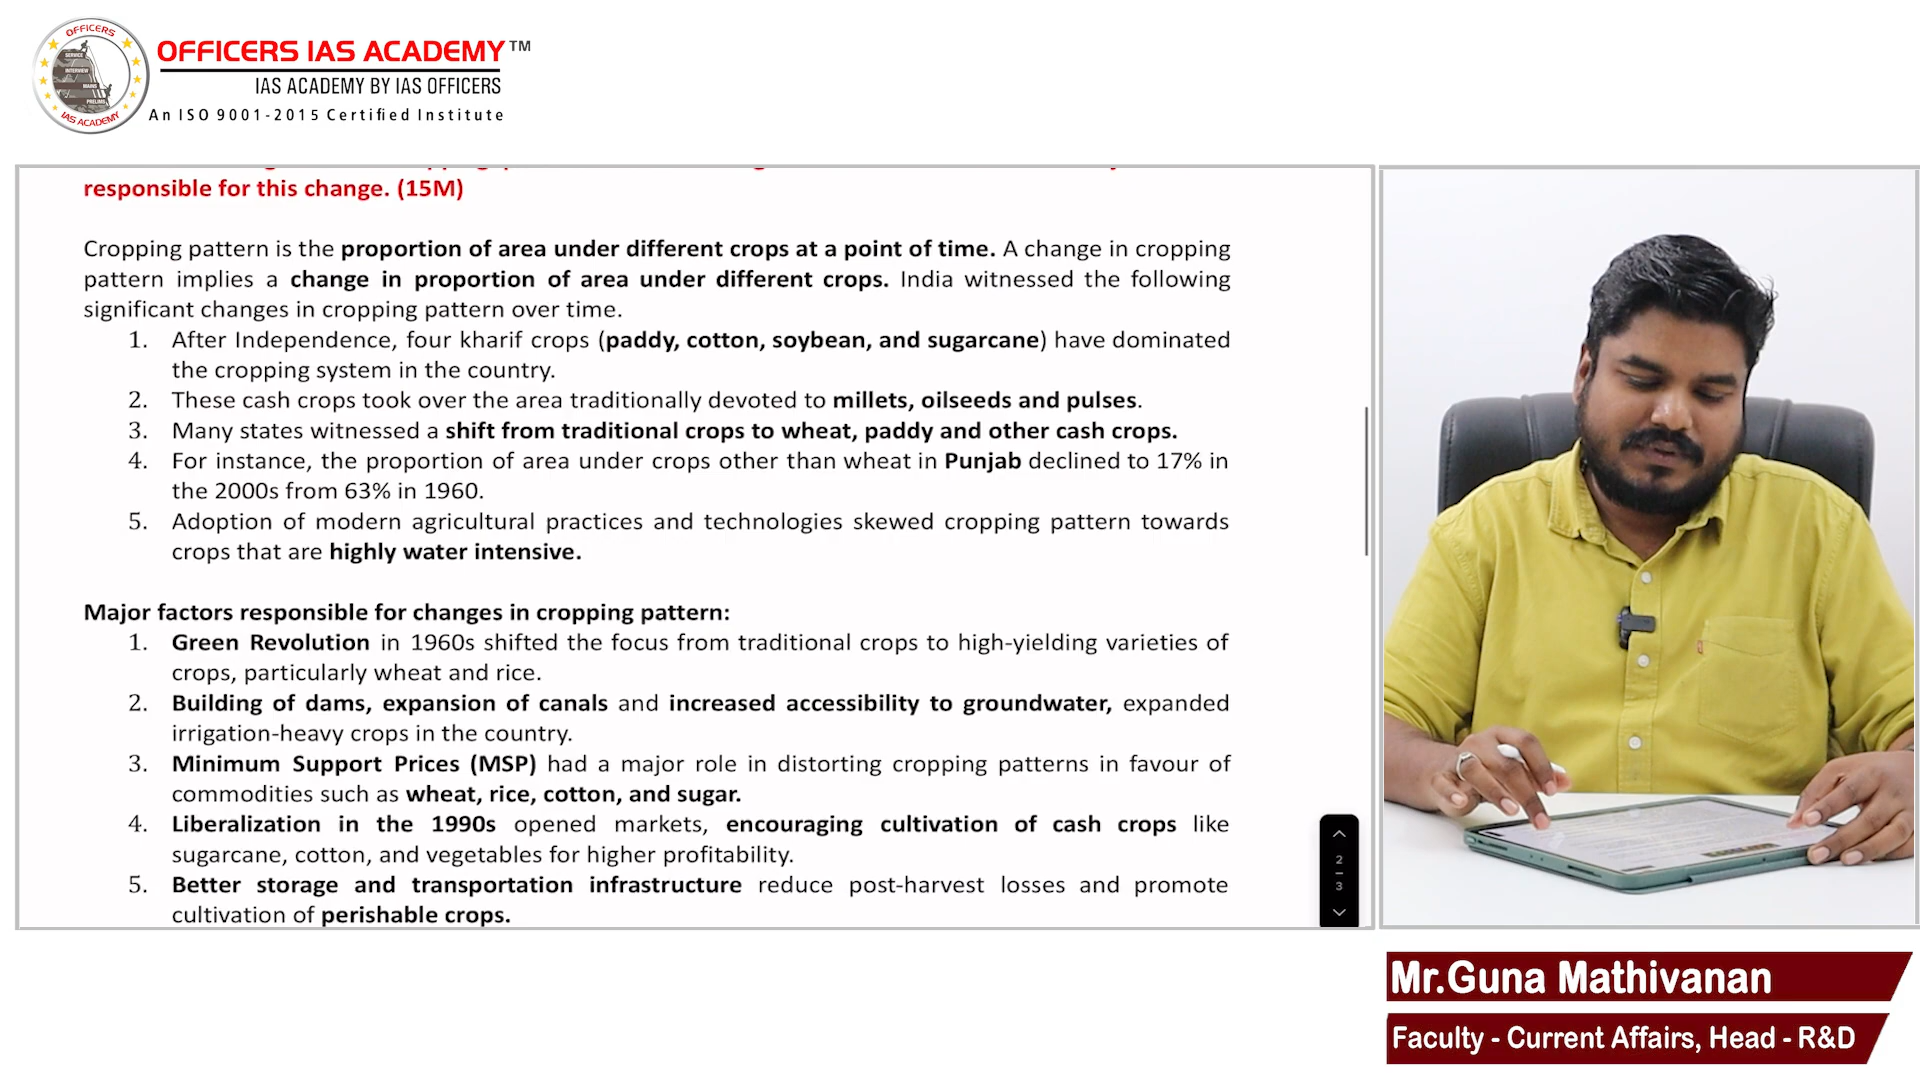 OFFICERS
SERVICE
INTERVIEW
MAINS
PRELIMS
IAS ACADEMY
OFFICERS IAS ACADEMY™
IAS ACADEMY BY IAS OFFICERS
An ISO 9001-2015 Certified Institute
responsible for this change. (15M)
Cropping pattern is the proportion of area under different crops at a point of time. A change in cropping
pattern implies a change in proportion of area under different crops. India witnessed the following
significant changes in cropping pattern over time.
1. After Independence, four kharif crops (paddy, cotton, soybean, and sugarcane) have dominated
the cropping system in the country.
2. These cash crops took over the area traditionally devoted to millets, oilseeds and pulses.
3. Many states witnessed a shift from traditional crops to wheat, paddy and other cash crops.
4. For instance, the proportion of area under crops other than wheat in Punjab declined to 17% in
the 2000s from 63% in 1960.
5. Adoption of modern agricultural practices and technologies skewed cropping pattern towards
crops that are highly water intensive.
Major factors responsible for changes in cropping pattern:
1. Green Revolution in 1960s shifted the focus from traditional crops to high-yielding varieties of
crops, particularly wheat and rice.
2. Building of dams, expansion of canals and increased accessibility to groundwater, expanded
irrigation-heavy crops in the country.
3. Minimum Support Prices (MSP) had a major role in distorting cropping patterns in favour of
commodities such as wheat, rice, cotton, and sugar.
4. Liberalization in the 1990s opened markets, encouraging cultivation of cash crops like
sugarcane, cotton, and vegetables for higher profitability.
5. Better storage and transportation infrastructure reduce post-harvest losses and promote
cultivation of perishable crops.
2
3
Mr.Guna Mathivanan
Faculty - Current Affairs, Head - R&D